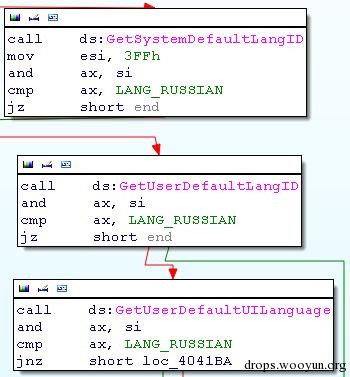 call ds:GetSystemDefaultLangID
mov esi, 3FFh
and ax, si
cmp ax, LANG_RUSSIAN
jz short end
call ds:GetUserDefaultLangID
and ax, si
cmp ax, LANG_RUSSIAN
jz short end
call ds:GetUserDefaultUILanguage
and ax, si
cmp ax, LANG_RUSSIAN
jnz short loc_4041BA
drops.wooyun.org